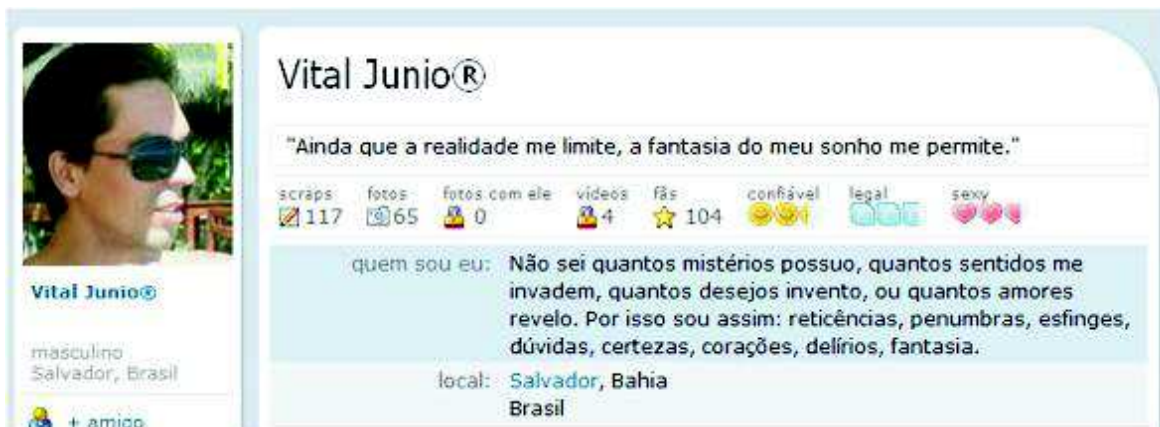 Vital Junio®
"Ainda que a realidade me limite, a fantasia do meu sonho me permite."
scraps fotos fotos com ele vídeos fãs confiável legal sexy
117 65 0 4 104
quem sou eu: Não sei quantos mistérios possuo, quantos sentidos me
invadem, quantos desejos invento, ou quantos amores
revelo. Por isso sou assim: reticências, penumbras, esfinges,
dúvidas, certezas, corações, delírios, fantasia.
local: Salvador, Bahia
Brasil
Vital Junio®
masculino
Salvador, Brasil
+ amigo